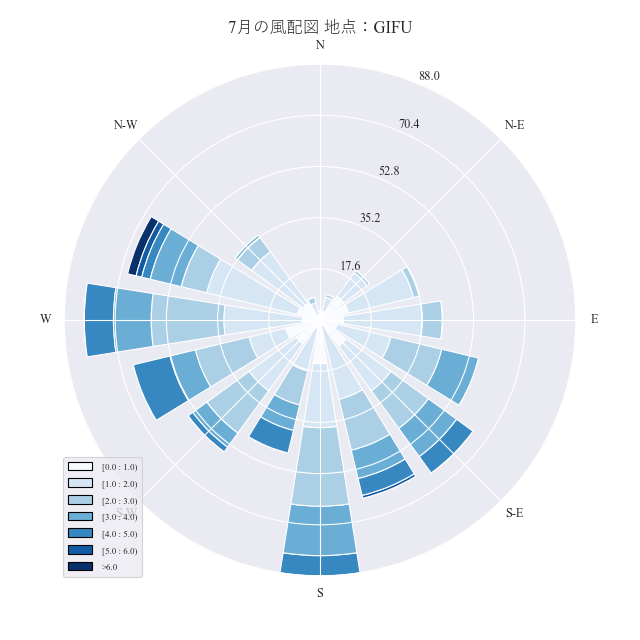 7月の風配図 地点：GIFU
N
88.0
N-W
N-E
70.4
52.8
35.2
17.6
W
E
[0.0 : 1.0)
[1.0 : 2.0)
[2.0 : 3.0)
[3.0 : 4.0)
[4.0 : 5.0)
[5.0 : 6.0)
>6.0
S-W
S-E
S